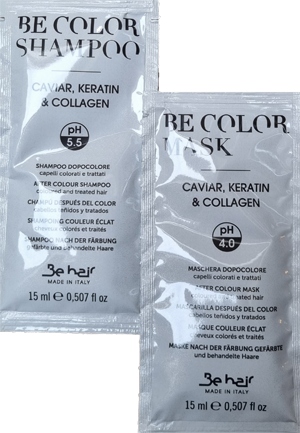 BE COLOR
SHAMPOO
CAVIAR, KERATIN
& COLLAGEN
pH
5.5
SHAMPOO DOPOCOLORE
capelli colorati e trattati
AFTER COLOUR SHAMPOO
coloured and treated hair
CHAMPÚ DESPUÉS DEL COLOR
cabellos teñidos y tratados
SHAMPOOING COULEUR ÉCLAT
cheveux colorés et traités
SHAMPOO NACH DER FÄRBUNG
gefärbte und behandelte Haare
Be hair
MADE IN ITALY
15 ml e 0,507 fl oz
BE COLOR
MASK
CAVIAR, KERATIN
& COLLAGEN
pH
4.0
MASCHERA DOPOCOLORE
capelli colorati e trattati
AFTER COLOUR MASK
treated hair
MASCARILLA DESPUES DEL COLOR
cabellos teñidos y tratados
MASQUE COULEUR ÉCLAT
cheveux colorés et traités
MASKE NACH DER FÄRBUNG GEFÄRBTE
und behandelte Haare
Be hair
MADE IN ITALY
15 ml e 0,507 fl oz